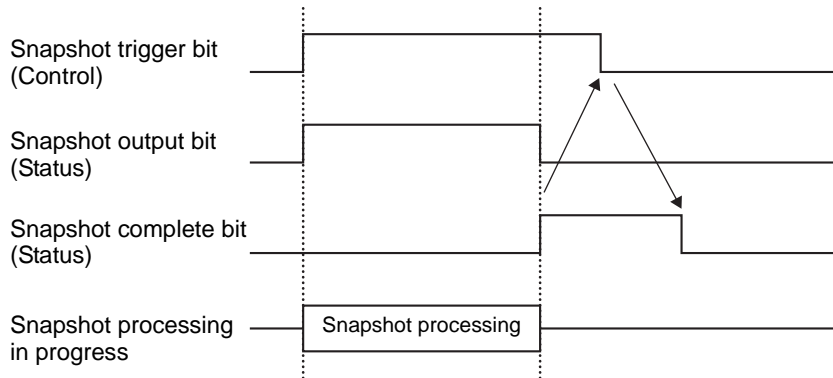 Snapshot trigger bit
(Control)
Snapshot output bit
(Status)
Snapshot complete bit
(Status)
Snapshot processing
in progress
Snapshot processing